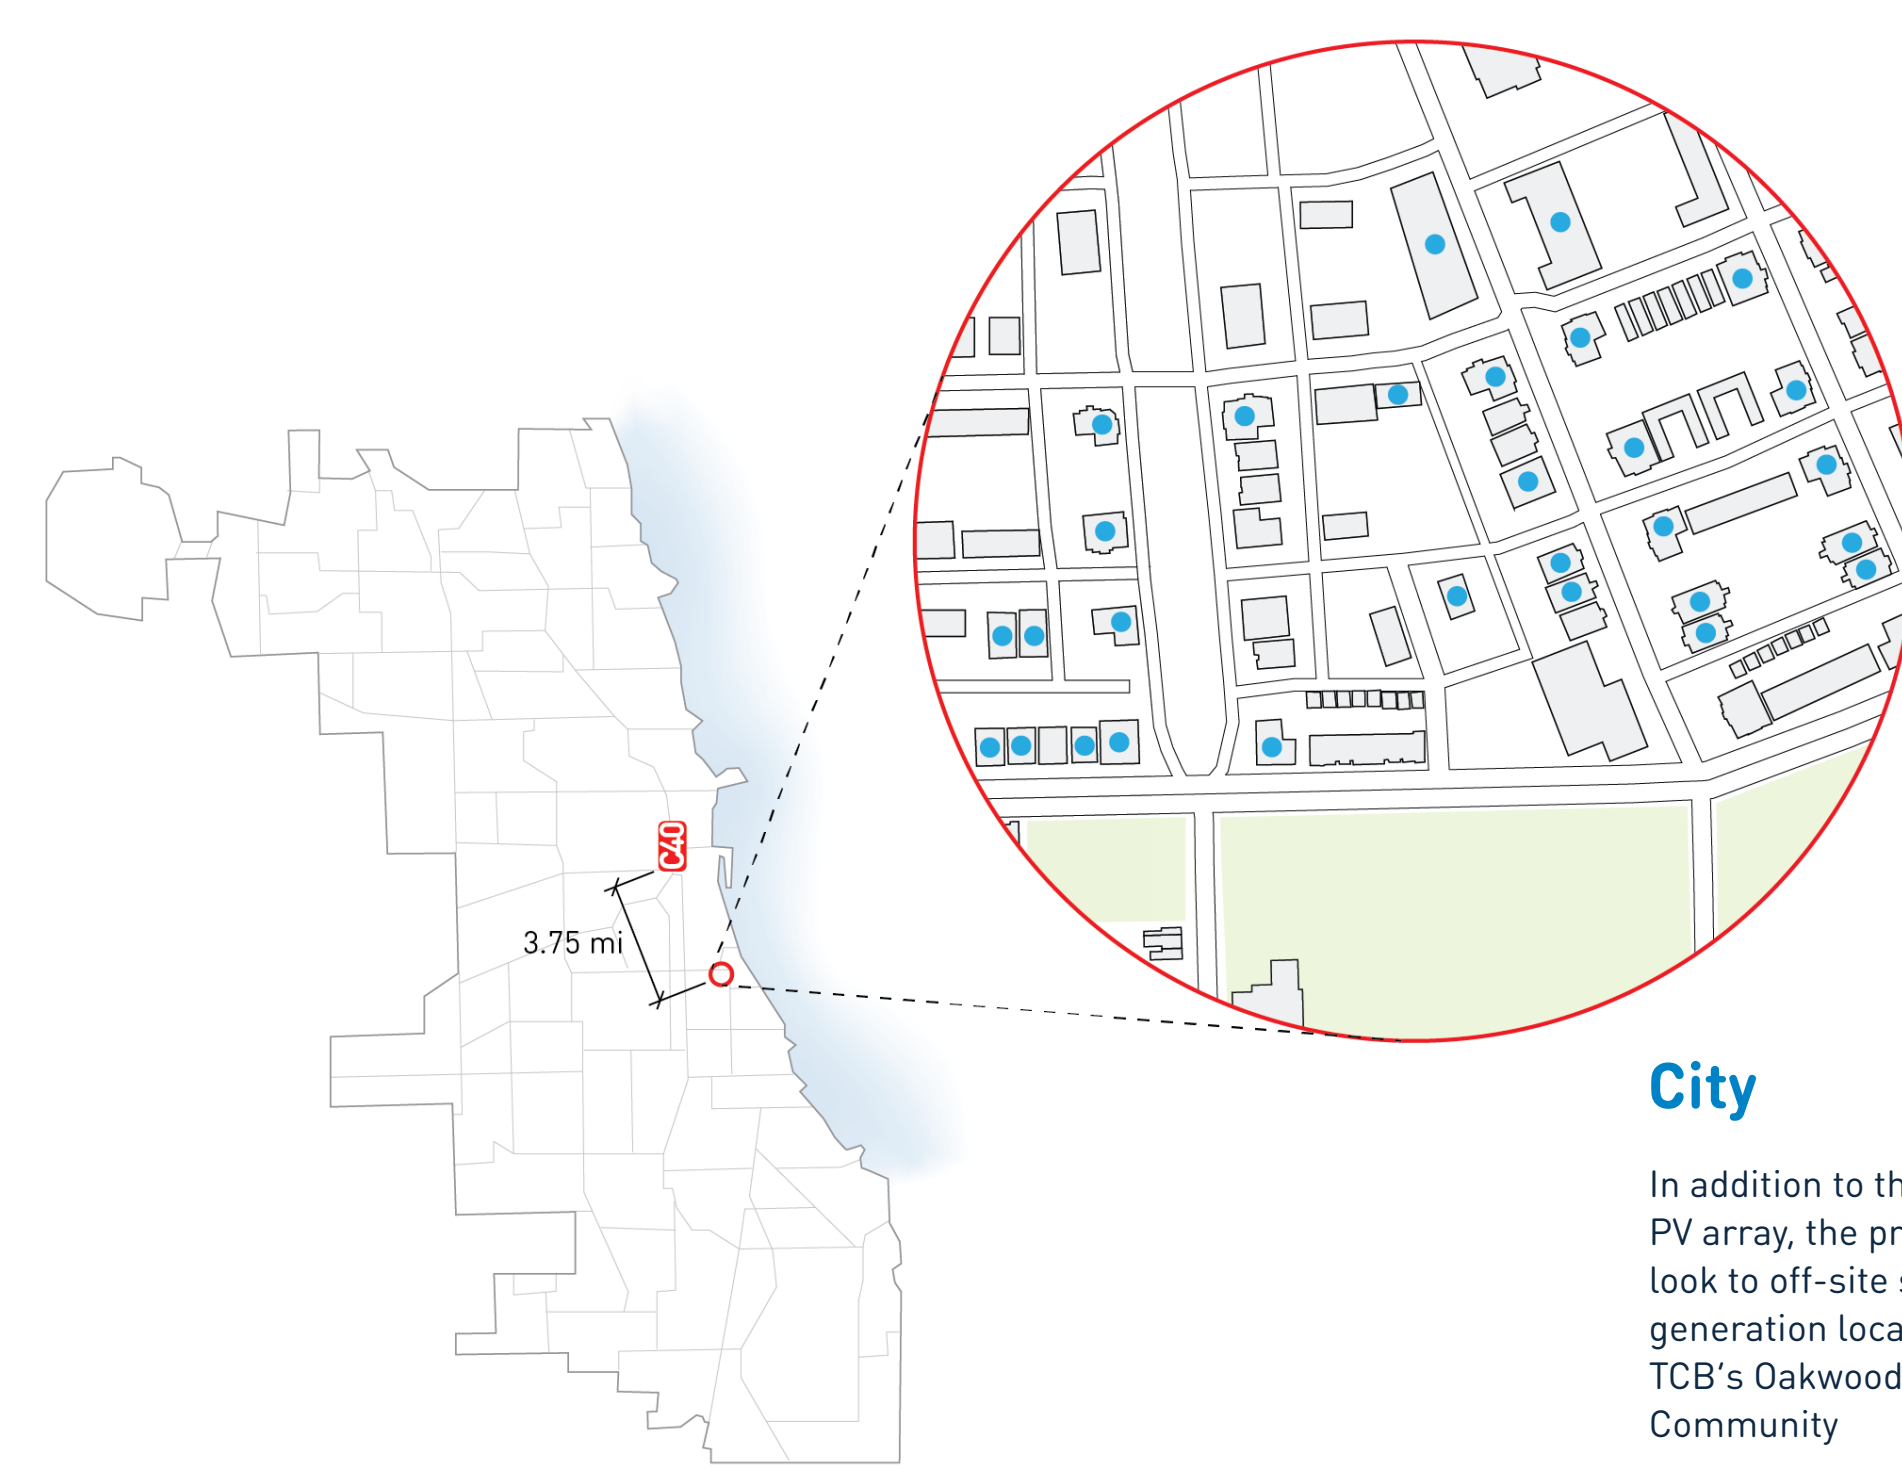 C40
3.75 mi
City
In addition to th
PV array, the pr
look to off-site s
generation loca
TCB's Oakwood
Community